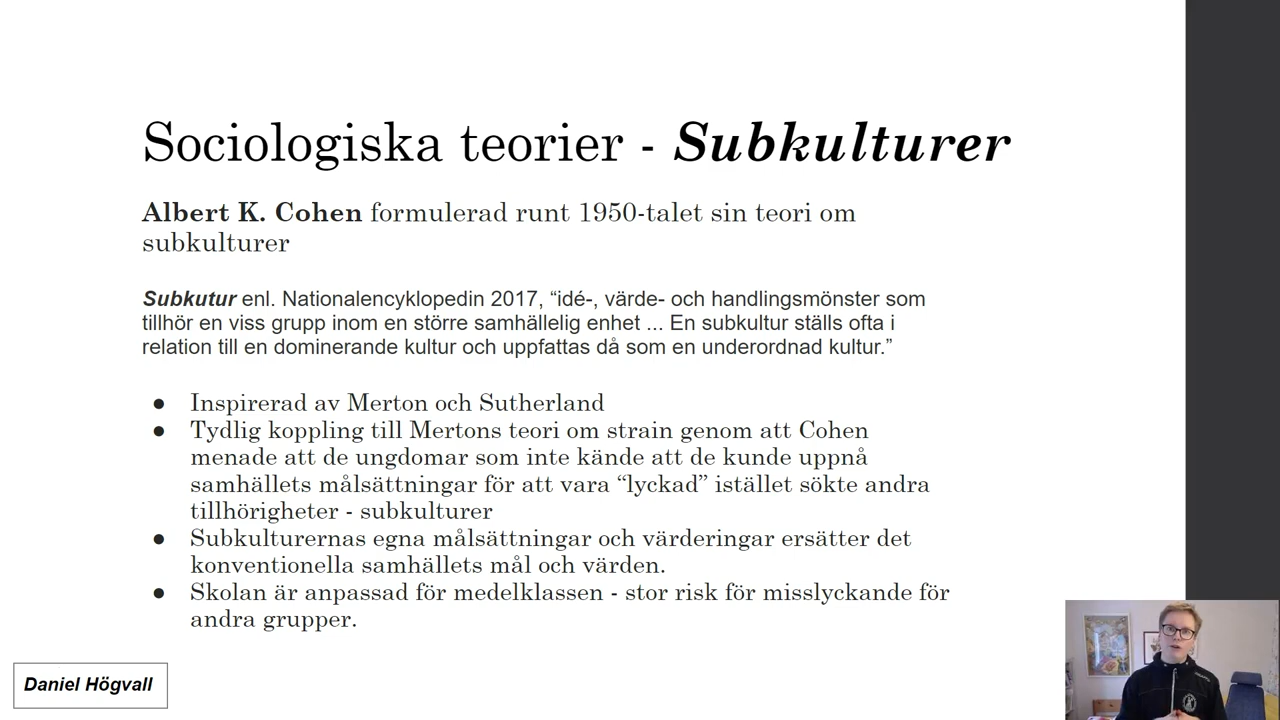 Sociologiska teorier - Subkulturer
Albert K. Cohen formulerad runt 1950-talet sin teori om
subkulturer
Subkutur enl. Nationalencyklopedin 2017, “idé-, värde- och handlingsmönster som
tillhör en viss grupp inom en större samhällelig enhet ... En subkultur ställs ofta i
relation till en dominerande kultur och uppfattas då som en underordnad kultur.”
● Inspirerad av Merton och Sutherland
● Tydlig koppling till Mertons teori om strain genom att Cohen
menade att de ungdomar som inte kände att de kunde uppnå
samhällets målsättningar för att vara “lyckad” istället sökte andra
tillhörigheter - subkulturer
● Subkulturernas egna målsättningar och värderingar ersätter det
konventionella samhällets mål och värden.
● Skolan är anpassad för medelklassen - stor risk för misslyckande för
andra grupper.
Daniel Högvall